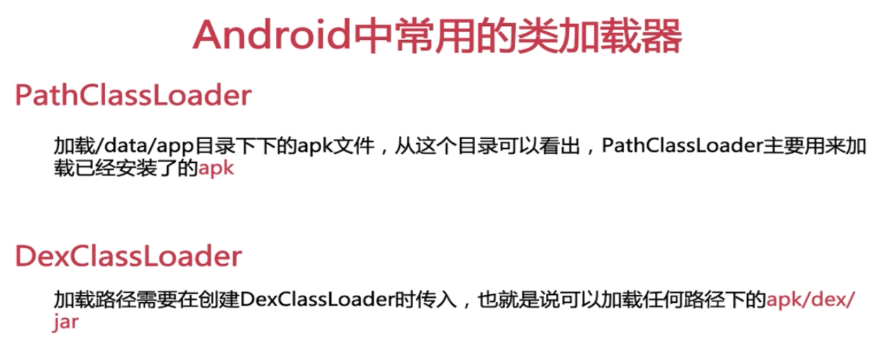 Android中常用的类加载器
PathClassLoader
加载/data/app目录下下的apk文件，从这个目录可以看出，PathClassLoader主要用来加
载已经安装了的apk
DexClassLoader
加载路径需要在创建DexClassLoader时传入，也就是说可以加载任何路径下的apk/dex/
jar